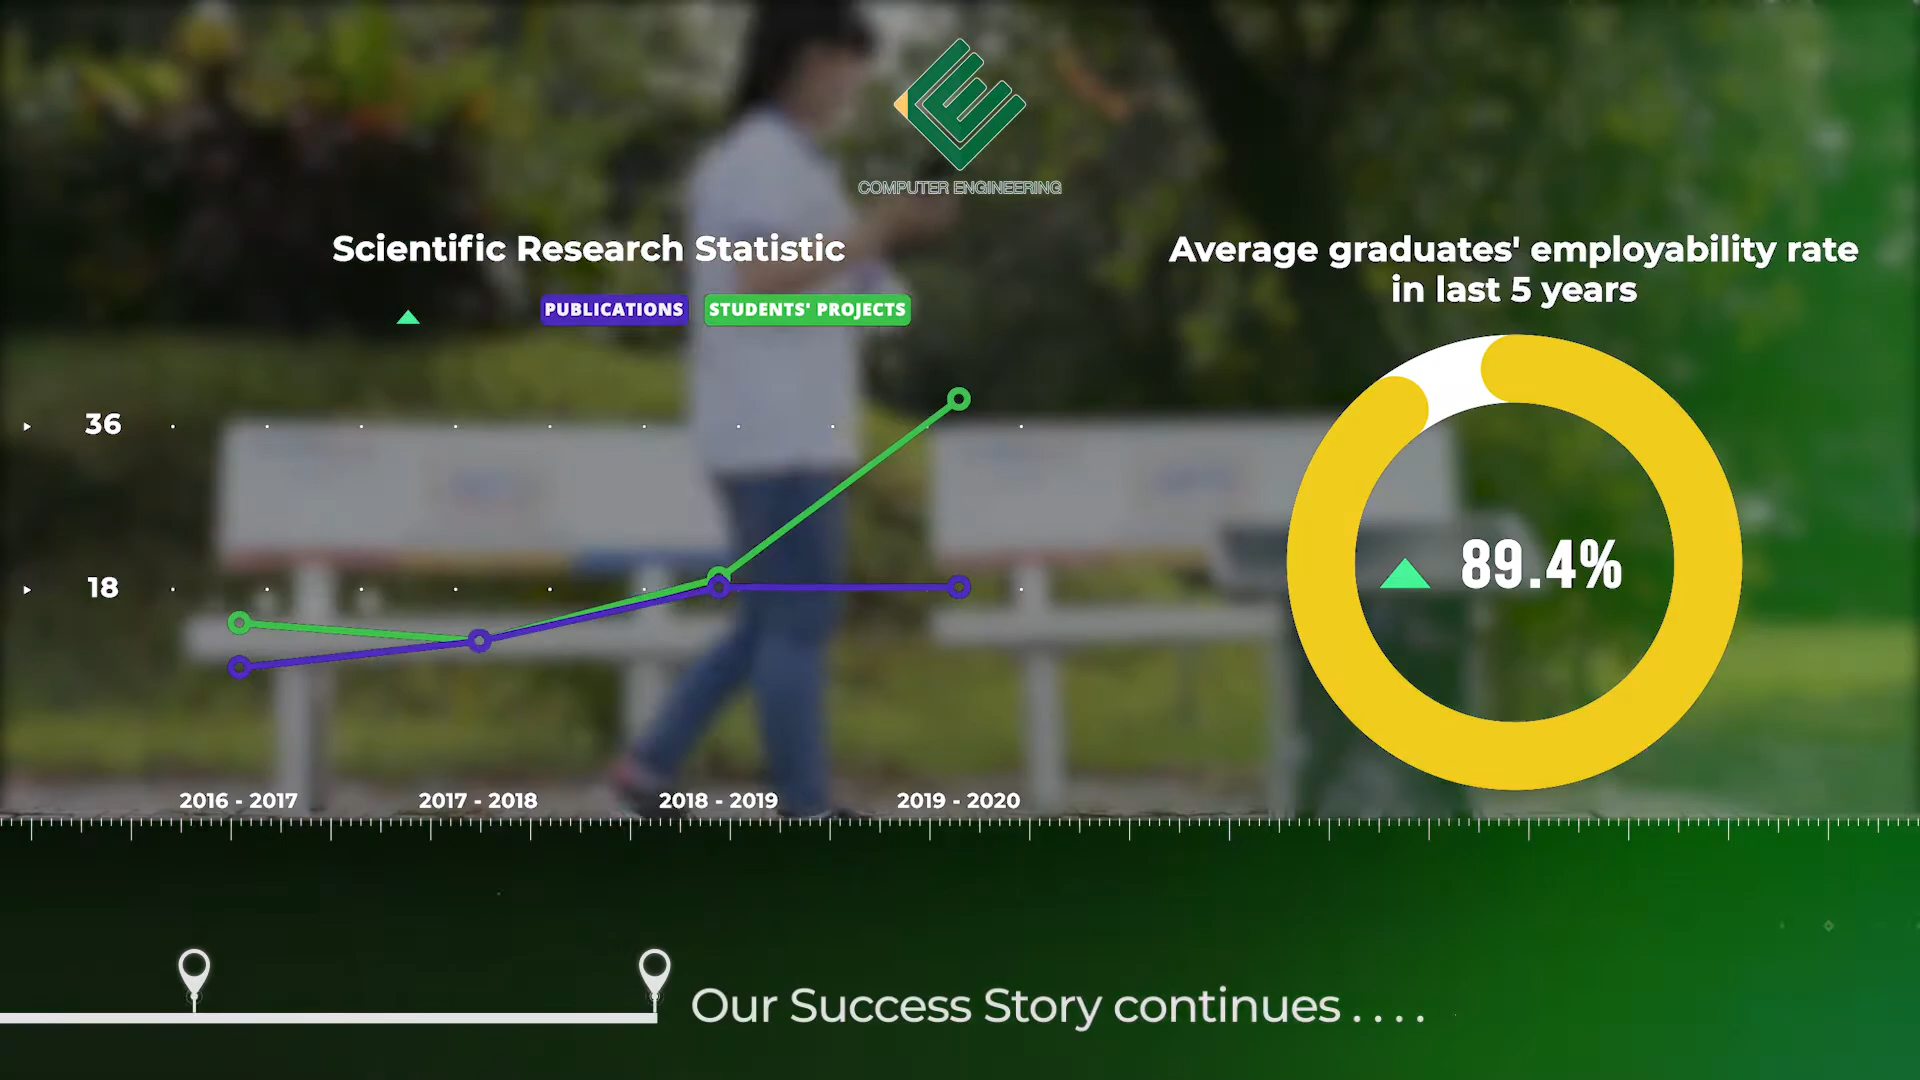 COMPUTER ENGINEERING
Scientific Research Statistic
PUBLICATIONS
STUDENTS' PROJECTS
36
18
2016 - 2017
2017 - 2018
2018 - 2019
2019 - 2020
Average graduates' employability rate
in last 5 years
89.4%
Our Success Story continues . . . .